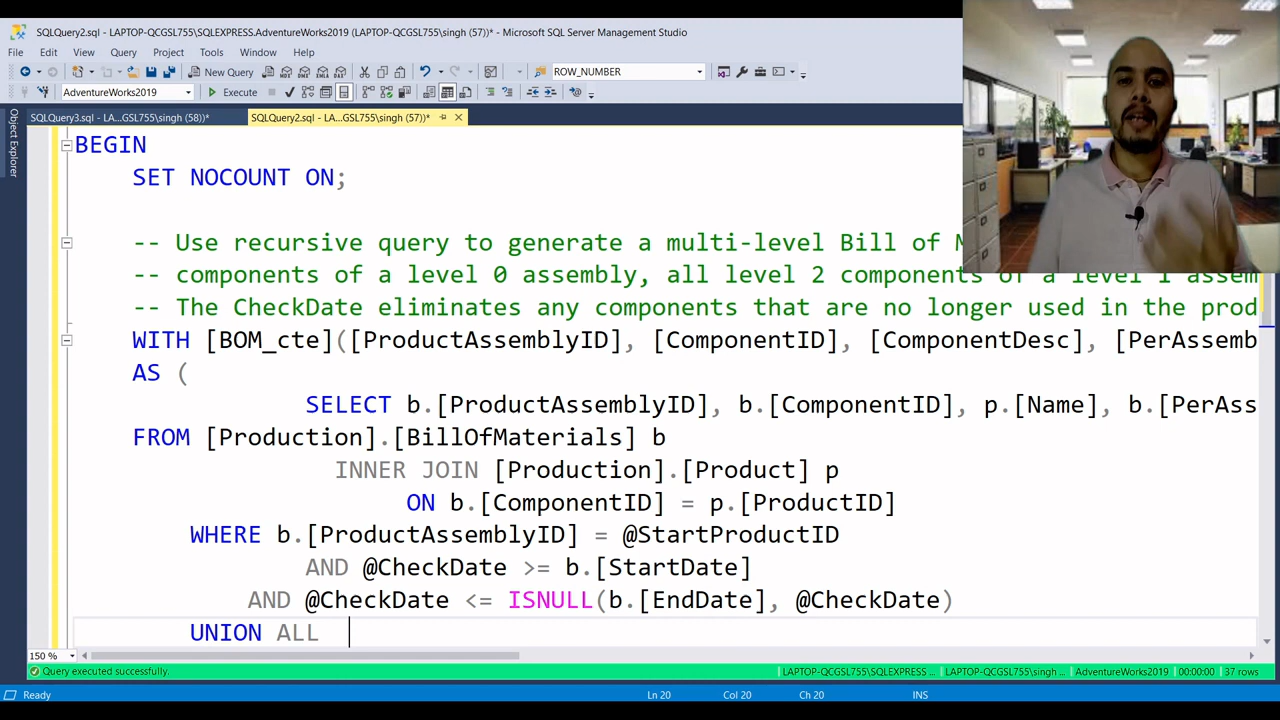 SQLQuery2.sql - LAPTOP-QCGSL755\SQLEXPRESS.AdventureWorks2019 (LAPTOP-QCGSL755\singh (57))* - Microsoft SQL Server Management Studio
File Edit View Query Project Tools Window Help
New Query MDX DMX XMLA DAX ROW_NUMBER
AdventureWorks2019 Execute
Object Explorer
SQLQuery3.sql - LA...GSL755\singh (58))* SQLQuery2.sql - LA...GSL755\singh (57))*
BEGIN
SET NOCOUNT ON;
-- Use recursive query to generate a multi-level Bill of M
-- components of a level 0 assembly, all level 2 components of a level 1 assem
-- The CheckDate eliminates any components that are no longer used in the prod
WITH [BOM_cte]([ProductAssemblyID], [ComponentID], [ComponentDesc], [PerAssemb
AS (
SELECT b.[ProductAssemblyID], b.[ComponentID], p.[Name], b.[PerAss
FROM [Production].[BillOfMaterials] b
INNER JOIN [Production].[Product] p
ON b.[ComponentID] = p.[ProductID]
WHERE b.[ProductAssemblyID] = @StartProductID
AND @CheckDate >= b.[StartDate]
AND @CheckDate <= ISNULL(b.[EndDate], @CheckDate)
UNION ALL
150 %
Query executed successfully. LAPTOP-QCGSL755\SQLEXPRESS ... LAPTOP-QCGSL755\singh ... AdventureWorks2019 00:00:00 37 rows
Ready Ln 20 Col 20 Ch 20 INS